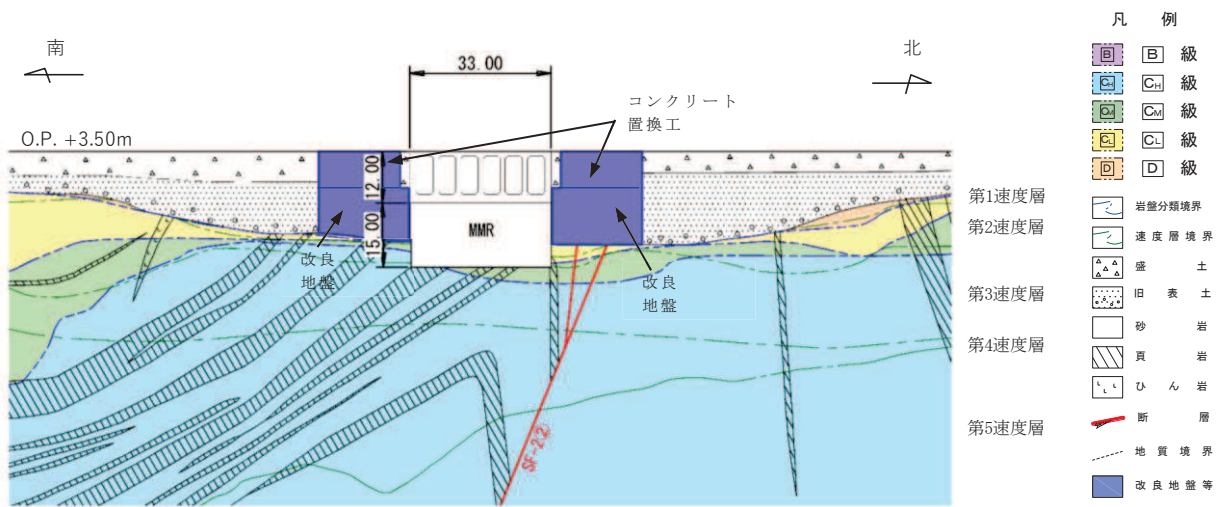 南
北
33.00
コンクリート
置換工
O.P. +3.50m
12.00
15.00
MMR
改良
地盤
改良
地盤
SF-2.2
第1速度層
第2速度層
第3速度層
第4速度層
第5速度層
凡 例
B B 級
CH CH 級
CM CM 級
CL CL 級
D D 級
岩盤分類境界
速度層境界
盛 土
旧 表 土
砂 岩
頁 岩
ひ ん 岩
断 層
地 質 境 界
改 良 地 盤 等